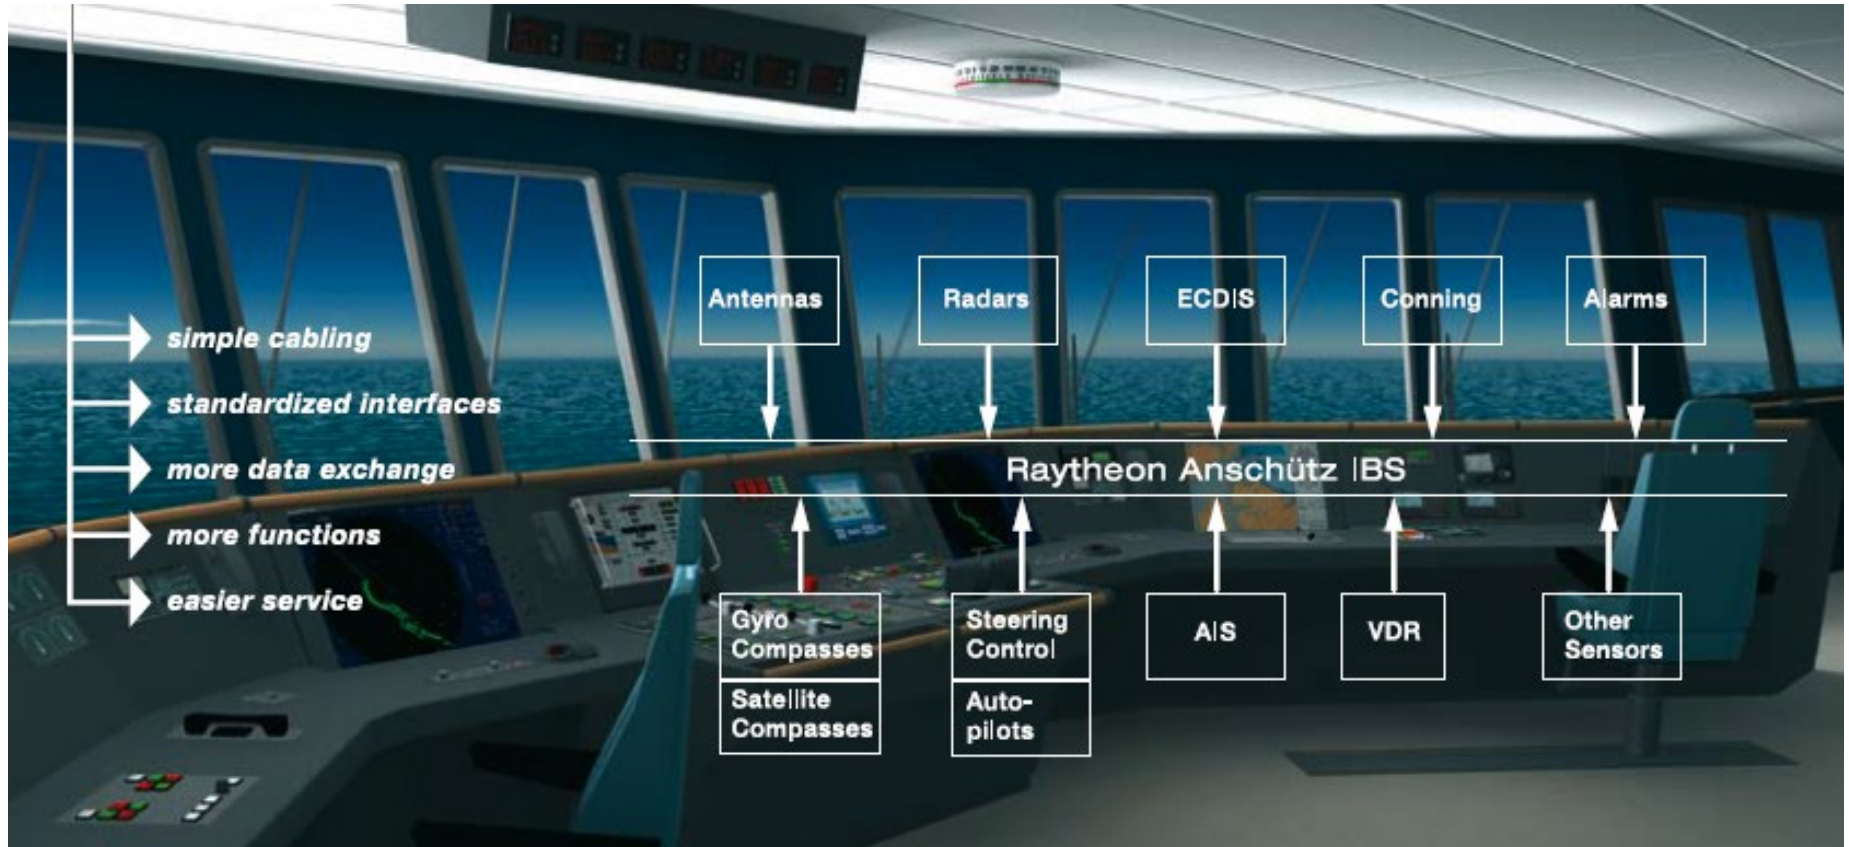 simple cabling
standardized interfaces
more data exchange
more functions
easier service
Antennas
Radars
ECDIS
Conning
Alarms
Raytheon Anschütz IBS
Gyro
Compasses
Satellite
Compasses
Steering
Control
Auto-
pilots
AIS
VDR
Other
Sensors